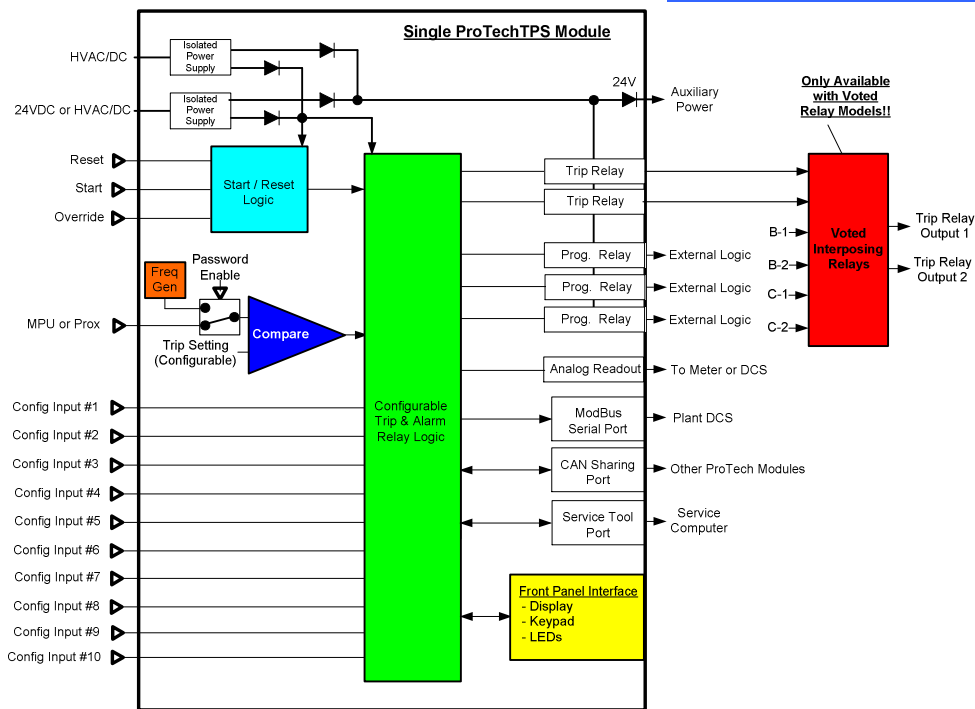 Single ProTechTPS Module
HVAC/DC
Isolated
Power
Supply
24VDC or HVAC/DC
Isolated
Power
Supply
24V
Auxiliary
Power
Only Available
with Voted
Relay Models!!
Reset
Start
Override
Start / Reset
Logic
Trip Relay
Trip Relay
Prog. Relay
External Logic
Prog. Relay
External Logic
Prog. Relay
External Logic
B-1
B-2
C-1
C-2
Voted
Interposing
Relays
Trip Relay
Output 1
Trip Relay
Output 2
Password
Enable
Freq
Gen
MPU or Prox
Compare
Trip Setting
(Configurable)
Analog Readout
To Meter or DCS
Configurable
Trip & Alarm
Relay Logic
ModBus
Serial Port
Plant DCS
CAN Sharing
Port
Other ProTech Modules
Service Tool
Port
Service
Computer
Config Input #1
Config Input #2
Config Input #3
Config Input #4
Config Input #5
Config Input #6
Config Input #7
Config Input #8
Config Input #9
Config Input #10
Front Panel Interface
- Display
- Keypad
- LEDs